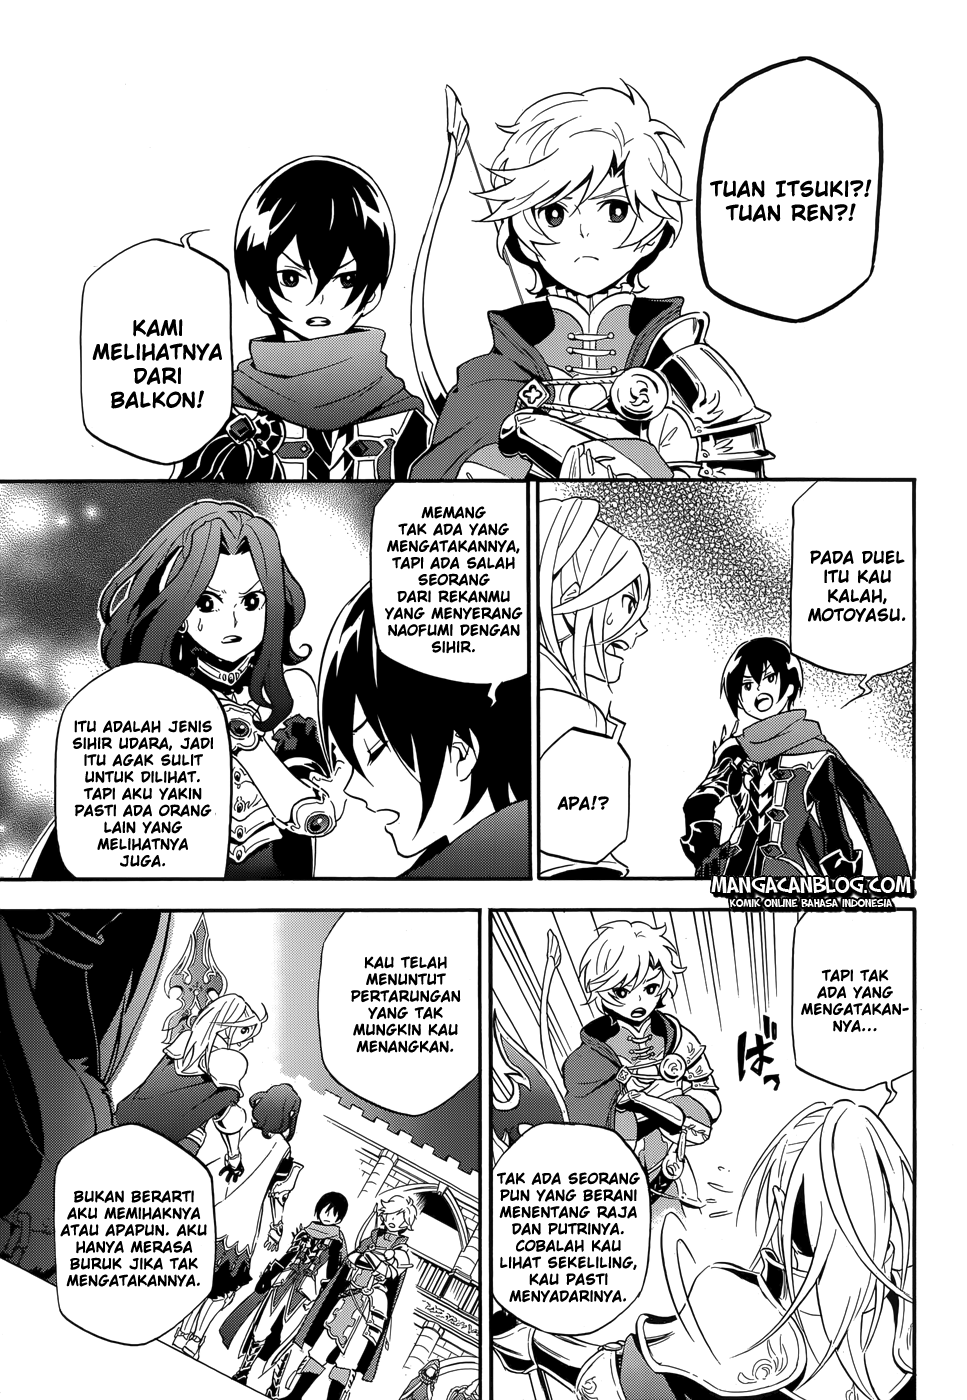 TUAN ITSUKI?!
TUAN REN?!
KAMI
MELIHATNYA
DARI
BALKON!
PADA DUEL
ITU KAU
KALAH,
MOTOYASU.
APA!?
MEMANG
TAK ADA YANG
MENGATAKANNYA,
TAPI ADA SALAH
SEORANG
DARI REKANMU
YANG MENYERANG
NAOFUMI DENGAN
SIHIR.
ITU ADALAH JENIS
SIHIR UDARA, JADI
ITU AGAK SULIT
UNTUK DILIHAT.
TAPI AKU YAKIN
PASTI ADA ORANG
LAIN YANG
MELIHATNYA
JUGA.
MANGACANBLOG.COM
KOMIK ONLINE BAHASA INDONESIA
TAPI TAK
ADA YANG
MENGATAKAN-
NYA...
ばっ
TAK ADA SEORANG
PUN YANG BERANI
MENENTANG RAJA
DAN PUTRINYA.
COBALAH KAU
LIHAT SEKELILING,
KAU PASTI
MENYADARINYA.
KAU TELAH
MENUNTUT
PERTARUNGAN
YANG TAK
MUNGKIN KAU
MENANGKAN.
BUKAN BERARTI
AKU MEMIHAKNYA
ATAU APAPUN. AKU
HANYA MERASA
BURUK JIKA TAK
MENGATAKANNYA.